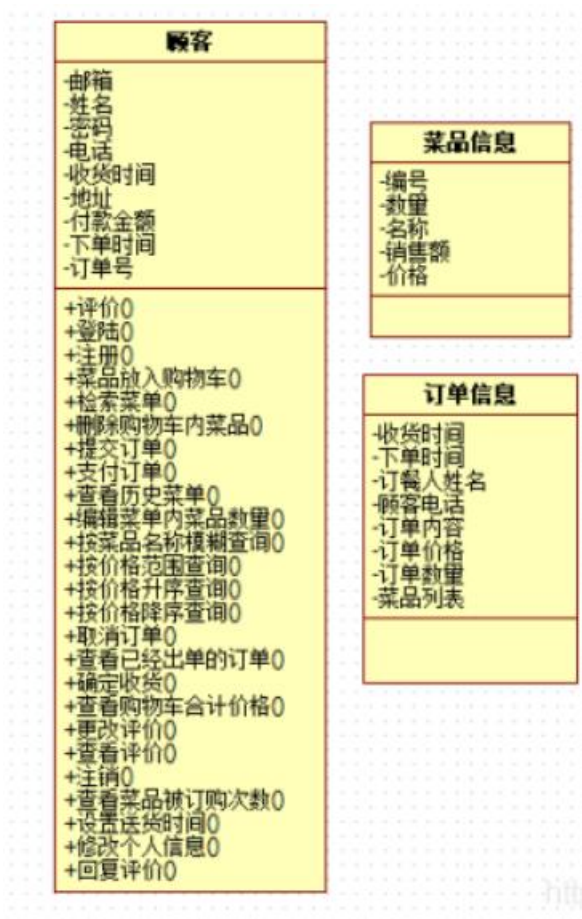 顾客
-邮箱
-姓名
-密码
-电话
-收货时间
-地址
-付款金额
-下单时间
-订单号
+评价()
+登陆()
+注册()
+菜品放入购物车()
+检索菜单()
+删除购物车内菜品()
+提交订单()
+支付订单()
+查看历史菜单()
+编辑菜单内菜品数量()
+按菜品名称模糊查询()
+按价格范围查询()
+按价格升序查询()
+按价格降序查询()
+取消订单()
+查看已经出单的订单()
+确定收货()
+查看购物车合计价格()
+更改评价()
+查看评价()
+注销()
+查看菜品被订购次数()
+设置送货时间()
+修改个人信息()
+回复评价()
菜品信息
-编号
-数量
-名称
-销售额
-价格
订单信息
-收货时间
-下单时间
-订餐人姓名
-顾客电话
-订单内容
-订单价格
-订单数量
-菜品列表